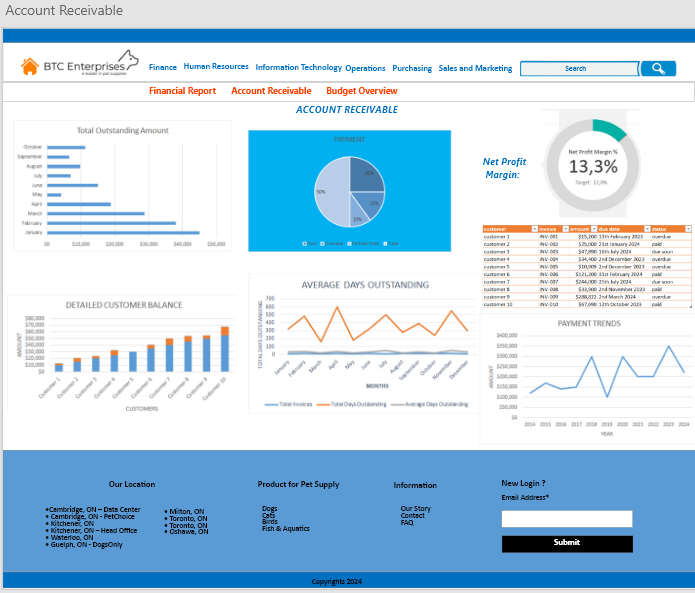 Account Receivable
BTC Enterprises
A leader in pet supplies
Finance Human Resources Information Technology Operations Purchasing Sales and Marketing
Search
Financial Report Account Receivable Budget Overview
ACCOUNT RECEIVABLE
Total Outstanding Amount
October
September
August
July
June
May
April
March
February
January
$0 $10,000 $20,000 $30,000 $40,000 $50,000
PAYMENT
50%
10%
Net Profit
Margin:
Net Profit Margin %
13,3%
Target:
customer invoice amount due date status
customer 1 INV-001 $15,200 13th February 2023 overdue
customer 2 INV-002 $25,000 21st January 2024 paid
customer 3 INV-003 $47,890 16th July 2024 due soon
customer 4 INV-004 $34,900 2nd December 2023 overdue
customer 5 INV-005 $10,909 2nd December 2023 overdue
customer 6 INV-006 $121,200 31st February 2024 paid
customer 7 INV-007 $244,000 25th July 2024 due soon
customer 8 INV-008 $33,900 2nd November 2023 paid
customer 9 INV-009 $288,822 2nd March 2024 overdue
customer 10 INV-010 $67,890 12th October 2024 paid
DETAILED CUSTOMER BALANCE
AMOUNT
$80,000
$70,000
$60,000
$50,000
$40,000
$30,000
$20,000
$10,000
$0
Customer 1 Customer 2 Customer 3 Customer 4 Customer 5 Customer 6 Customer 7 Customer 8 Customer 9 Customer 10
CUSTOMERS
AVERAGE DAYS OUTSTANDING
TOTAL DAYS OUTSTANDING
700
600
500
400
300
200
100
0
January February March April May June July August September October November December
MONTHS
Total Invoices Total Days Outstanding Average Days Outstanding
PAYMENT TRENDS
AMOUNT
$400,000
$350,000
$300,000
$250,000
$200,000
$150,000
$100,000
$50,000
$0
2014 2015 2016 2017 2018 2019 2020 2021 2022 2023 2024
YEAR
Our Location
•Cambridge, ON – Data Center
• Cambridge, ON - PetChoice
• Kitchener, ON
• Kitchener, ON – Head Office
• Waterloo, ON
• Guelph, ON - DogsOnly
• Milton, ON
• Toronto, ON
• Toronto, ON
• Oshawa, ON
Product for Pet Supply
Dogs
Cats
Birds
Fish & Aquatics
Information
Our Story
Contact
FAQ
New Login ?
Email Address*
Submit
Copyrights 2024